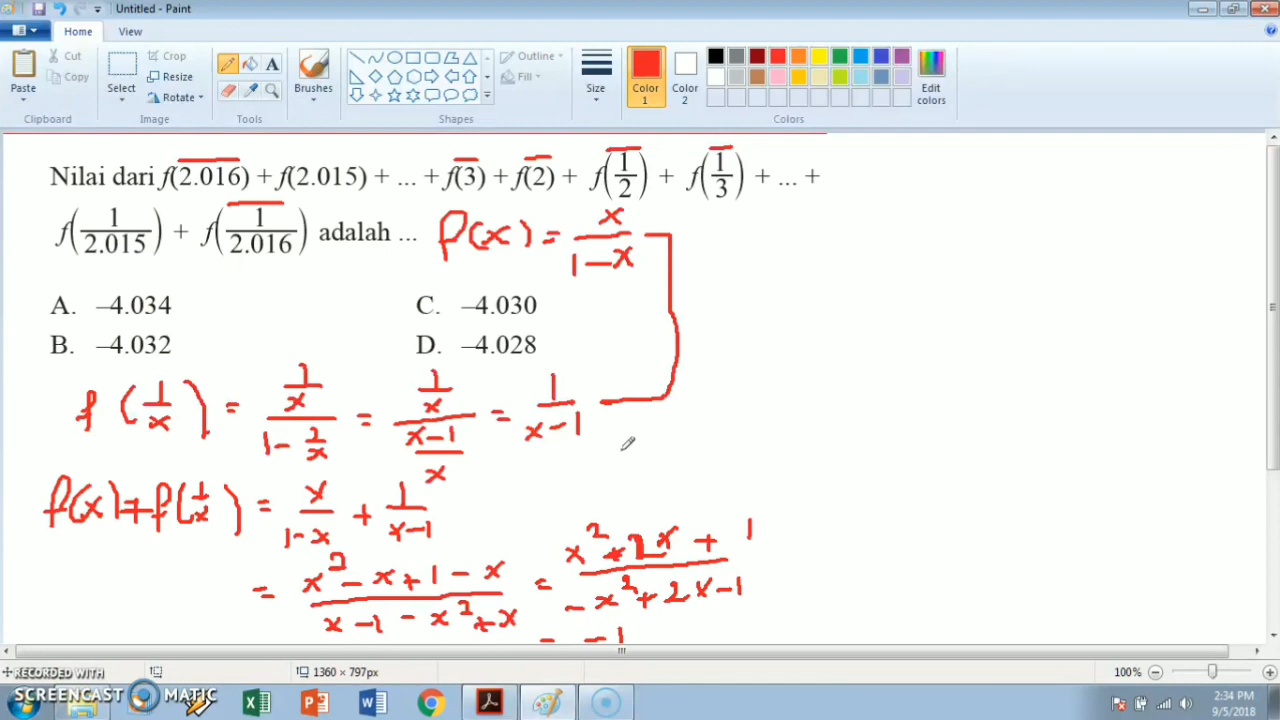 Untitled - Paint
Home View
Paste Cut Copy Select Crop Resize Rotate A Brushes Outline Fill Size Color 1 Color 2 Edit colors
Clipboard Image Tools Shapes Colors
Nilai dari f(2.016) + f(2.015) + ... + f(3) + f(2) + f(1/2) + f(1/3) + ... +
f(1/2.015) + f(1/2.016) adalah ... f(x) = x/(1-x)
A. –4.034 C. –4.030
B. –4.032 D. –4.028
f(1/x) = (1/x)/(1 - 2/x) = (1/x)/((x-1)/x) = 1/(x-1)
f(x) + f(1/x) = x/(1-x) + 1/(x-1)
= (x² - x + 1 - x)/(x - 1 - x² + x) = (x² + 2x + 1)/(-x² + 2x - 1)
= -1
1360 × 797px 100%
RECORDED WITH
SCREENCAST MATIC
2:34 PM
9/5/2018